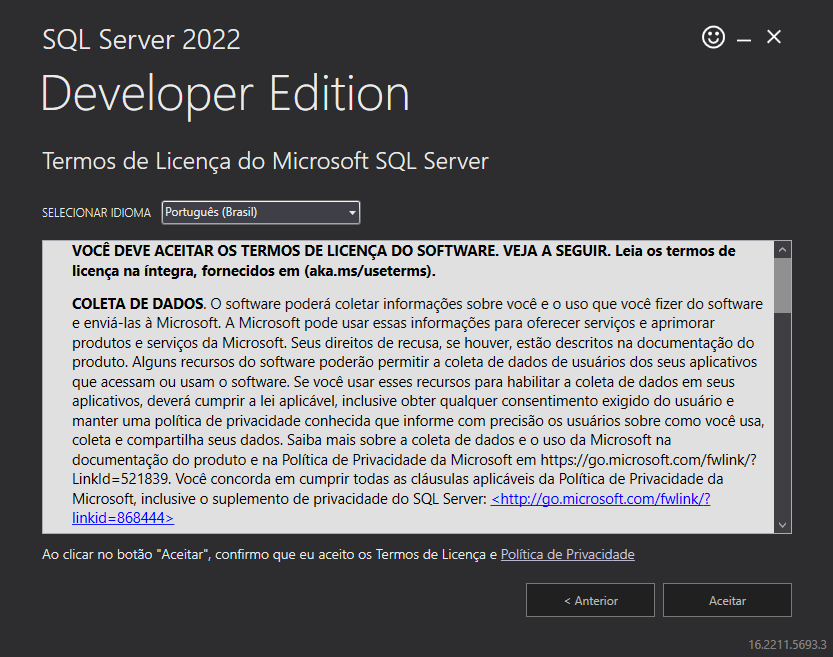 SQL Server 2022
Developer Edition
Termos de Licença do Microsoft SQL Server
SELECIONAR IDIOMA Português (Brasil)
VOCÊ DEVE ACEITAR OS TERMOS DE LICENÇA DO SOFTWARE. VEJA A SEGUIR. Leia os termos de
licença na íntegra, fornecidos em (aka.ms/useterms).
COLETA DE DADOS. O software poderá coletar informações sobre você e o uso que você fizer do software
e enviá-las à Microsoft. A Microsoft pode usar essas informações para oferecer serviços e aprimorar
produtos e serviços da Microsoft. Seus direitos de recusa, se houver, estão descritos na documentação do
produto. Alguns recursos do software poderão permitir a coleta de dados de usuários dos seus aplicativos
que acessam ou usam o software. Se você usar esses recursos para habilitar a coleta de dados em seus
aplicativos, deverá cumprir a lei aplicável, inclusive obter qualquer consentimento exigido do usuário e
manter uma política de privacidade conhecida que informe com precisão os usuários sobre como você usa,
coleta e compartilha seus dados. Saiba mais sobre a coleta de dados e o uso da Microsoft na
documentação do produto e na Política de Privacidade da Microsoft em https://go.microsoft.com/fwlink/?
LinkId=521839. Você concorda em cumprir todas as cláusulas aplicáveis da Política de Privacidade da
Microsoft, inclusive o suplemento de privacidade do SQL Server: <http://go.microsoft.com/fwlink/?
linkid=868444>
Ao clicar no botão "Aceitar", confirmo que eu aceito os Termos de Licença e Política de Privacidade
< Anterior Aceitar
16.2211.5693.3